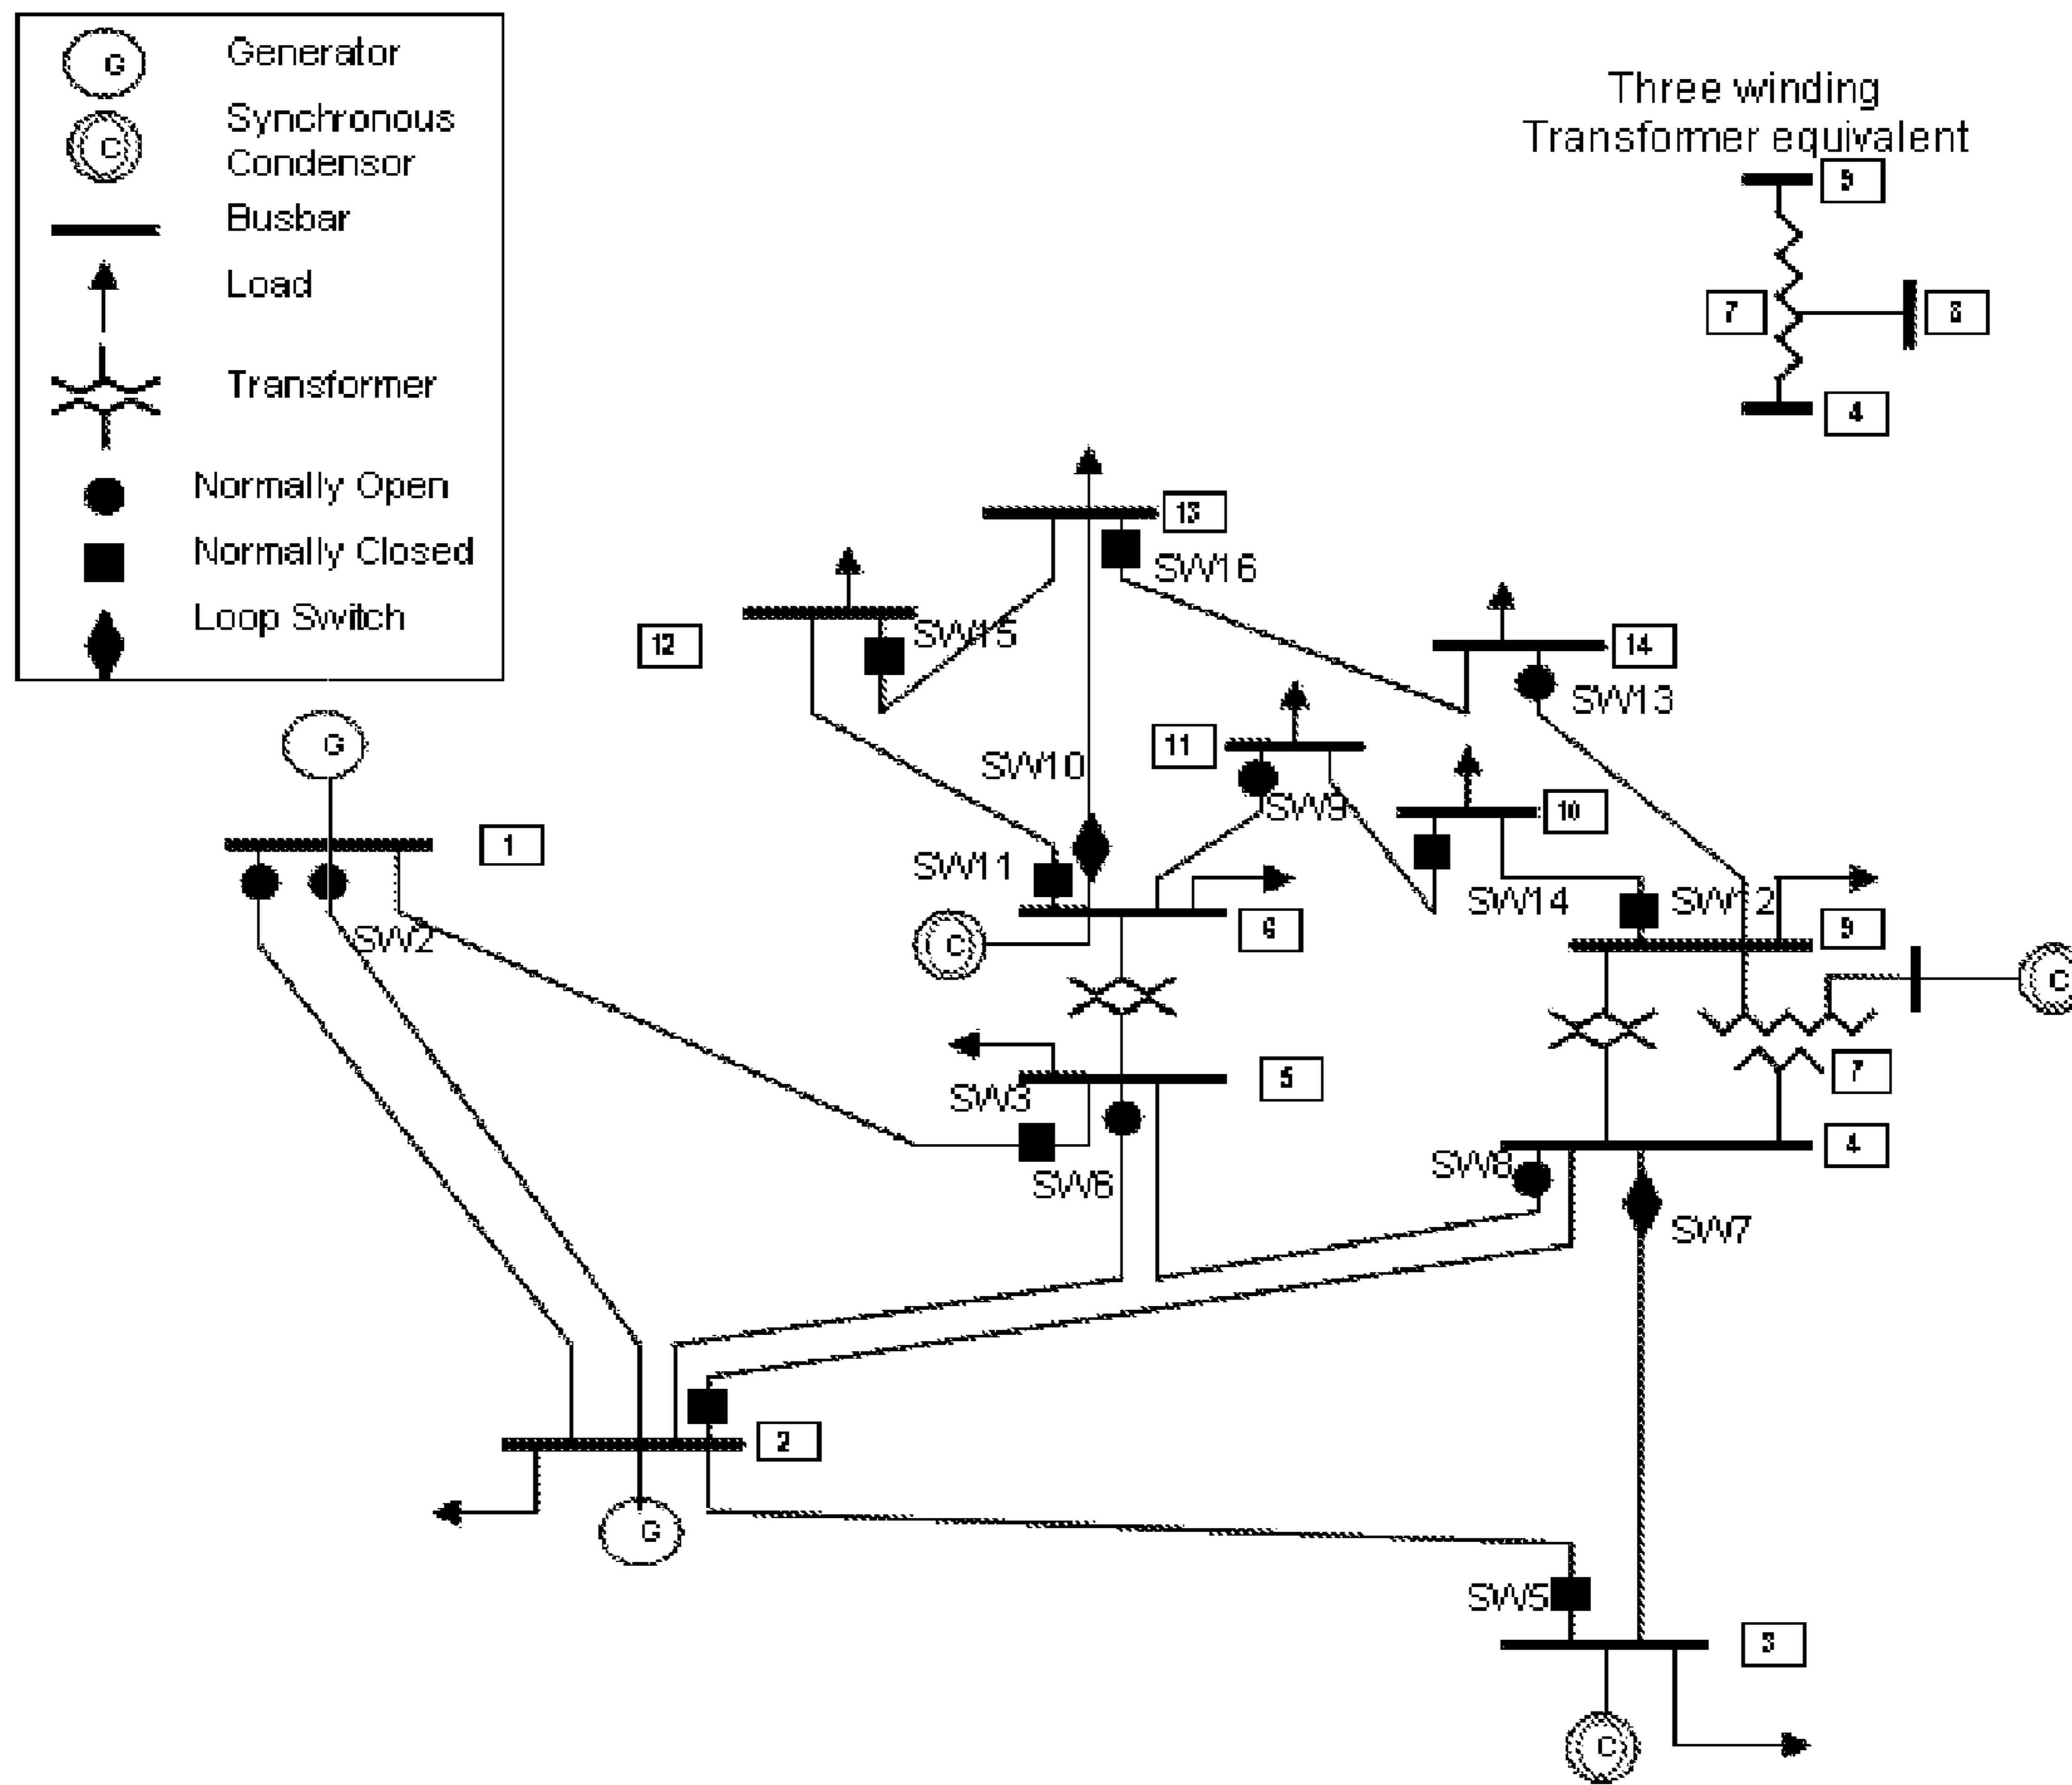 G
Generator
C
Synchronous
Condensor
Busbar
Load
Transformer
Normally Open
Normally Closed
Loop Switch
Three winding
Transformer equivalent
9
7
8
4
13
SW16
12
SW15
14
SW13
G
11
SW10
SW9
10
1
SW11
SW14
SW12
SW2
C
6
9
C
SW3
5
7
SW6
SW8
4
SW7
2
G
SW5
3
C